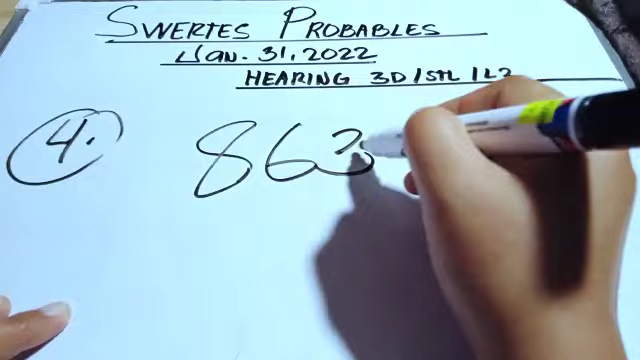 SWERTES PROBABLES
JAN. 31, 2022
HEARING 3D / STL / L2
4. 863